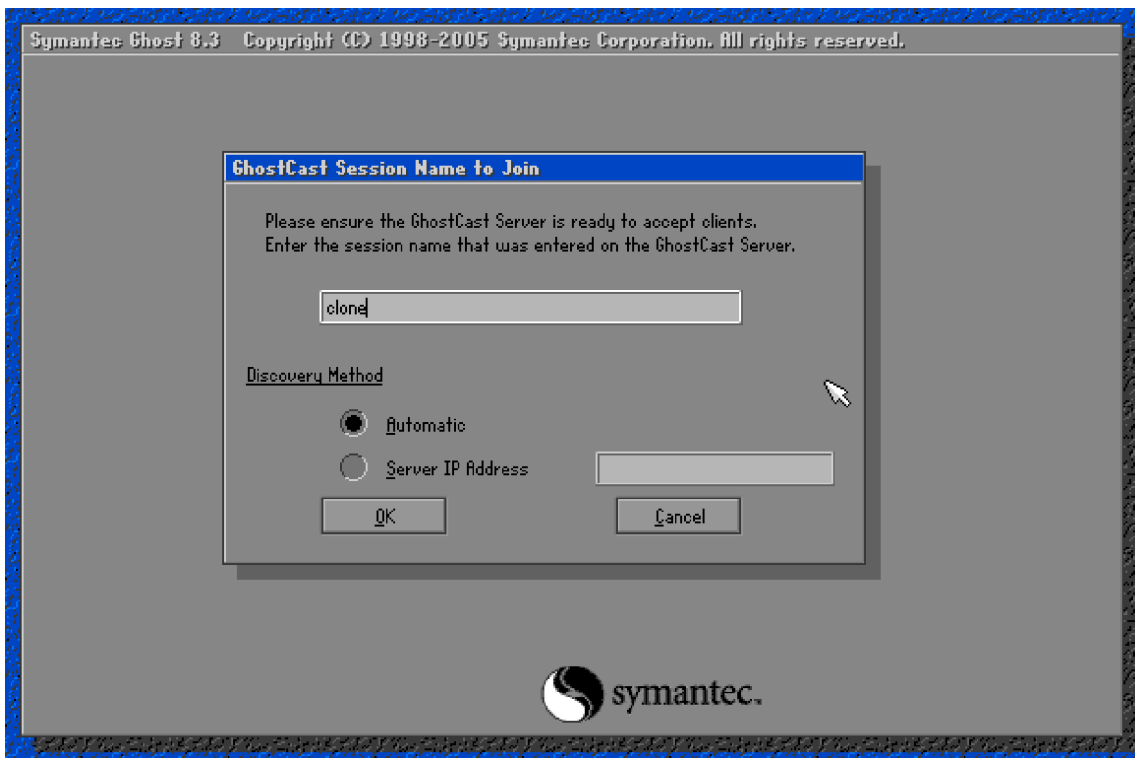 Symantec Ghost 8.3 Copyright (C) 1998-2005 Symantec Corporation. All rights reserved.
GhostCast Session Name to Join
Please ensure the GhostCast Server is ready to accept clients.
Enter the session name that was entered on the GhostCast Server.
clone
Discovery Method
Automatic
Server IP Address
OK Cancel
symantec.